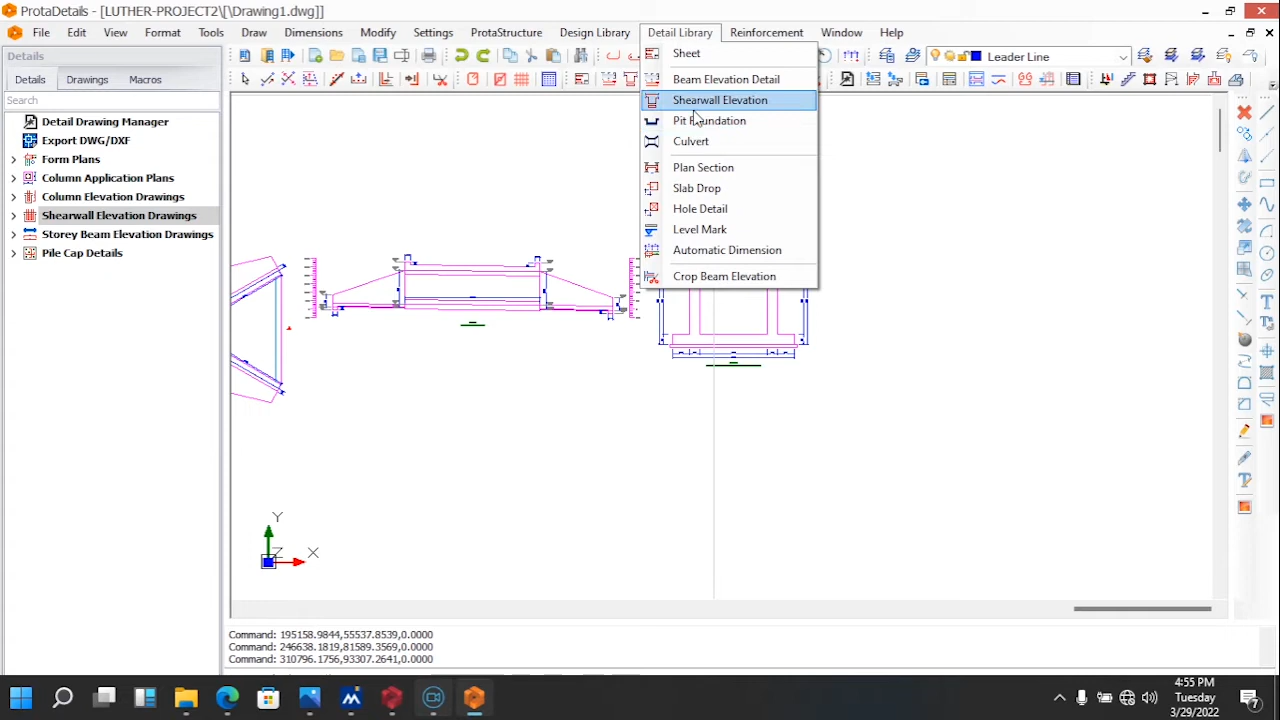 ProtaDetails - [LUTHER-PROJECT2\[\Drawing1.dwg]]
File Edit View Format Tools Draw Dimensions Modify Settings ProtaStructure Design Library Detail Library Reinforcement Window Help
Details
Leader Line
Details Drawings Macros
Search
Detail Drawing Manager
Export DWG/DXF
Form Plans
Column Application Plans
Column Elevation Drawings
Shearwall Elevation Drawings
Storey Beam Elevation Drawings
Pile Cap Details
Sheet
Beam Elevation Detail
Shearwall Elevation
Pit Foundation
Culvert
Plan Section
Slab Drop
Hole Detail
Level Mark
Automatic Dimension
Crop Beam Elevation
Y
Z
X
Command: 195158.9844,55537.8539,0.0000
Command: 246638.1819,81589.3569,0.0000
Command: 310796.1756,93307.2641,0.0000
4:55 PM
Tuesday
3/29/2022
7